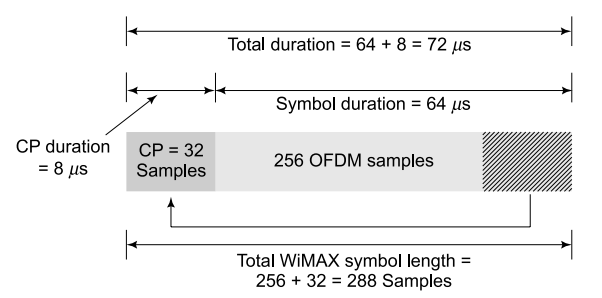 Total duration = 64 + 8 = 72 μs
Symbol duration = 64 μs
CP duration
= 8 μs
CP = 32
Samples
256 OFDM samples
Total WiMAX symbol length =
256 + 32 = 288 Samples